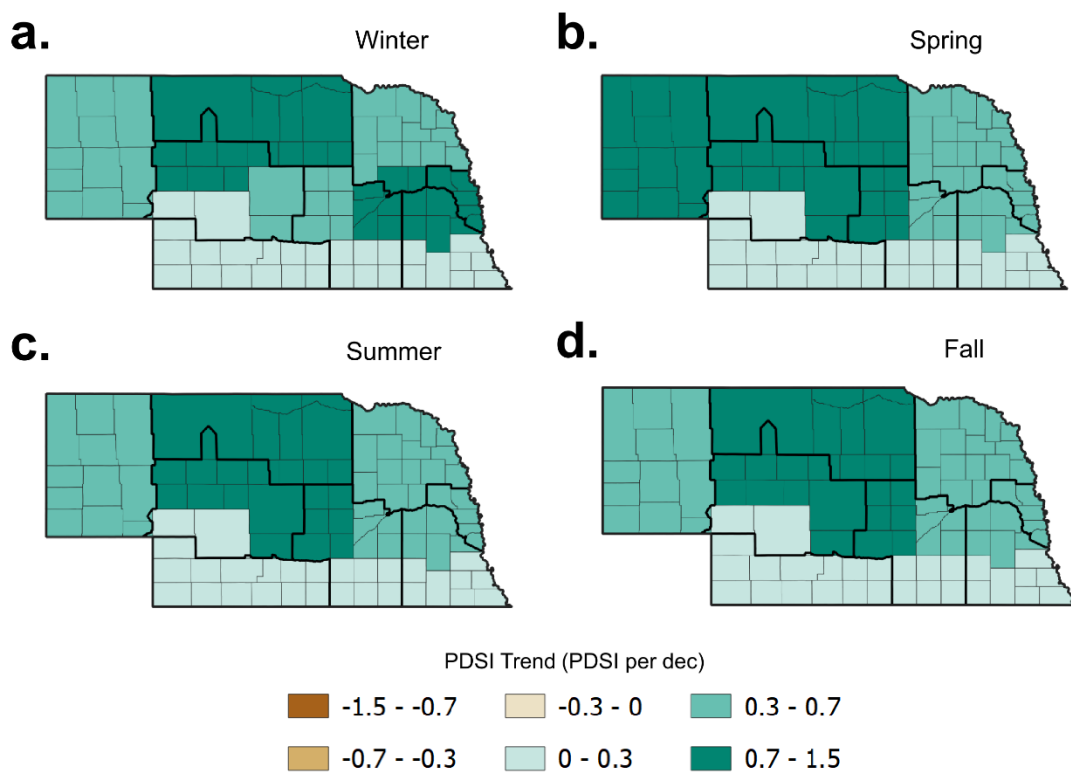 a.
Winter
b.
Spring
c.
Summer
d.
Fall
PDSI Trend (PDSI per dec)
-1.5 - -0.7
-0.3 - 0
0.3 - 0.7
-0.7 - -0.3
0 - 0.3
0.7 - 1.5